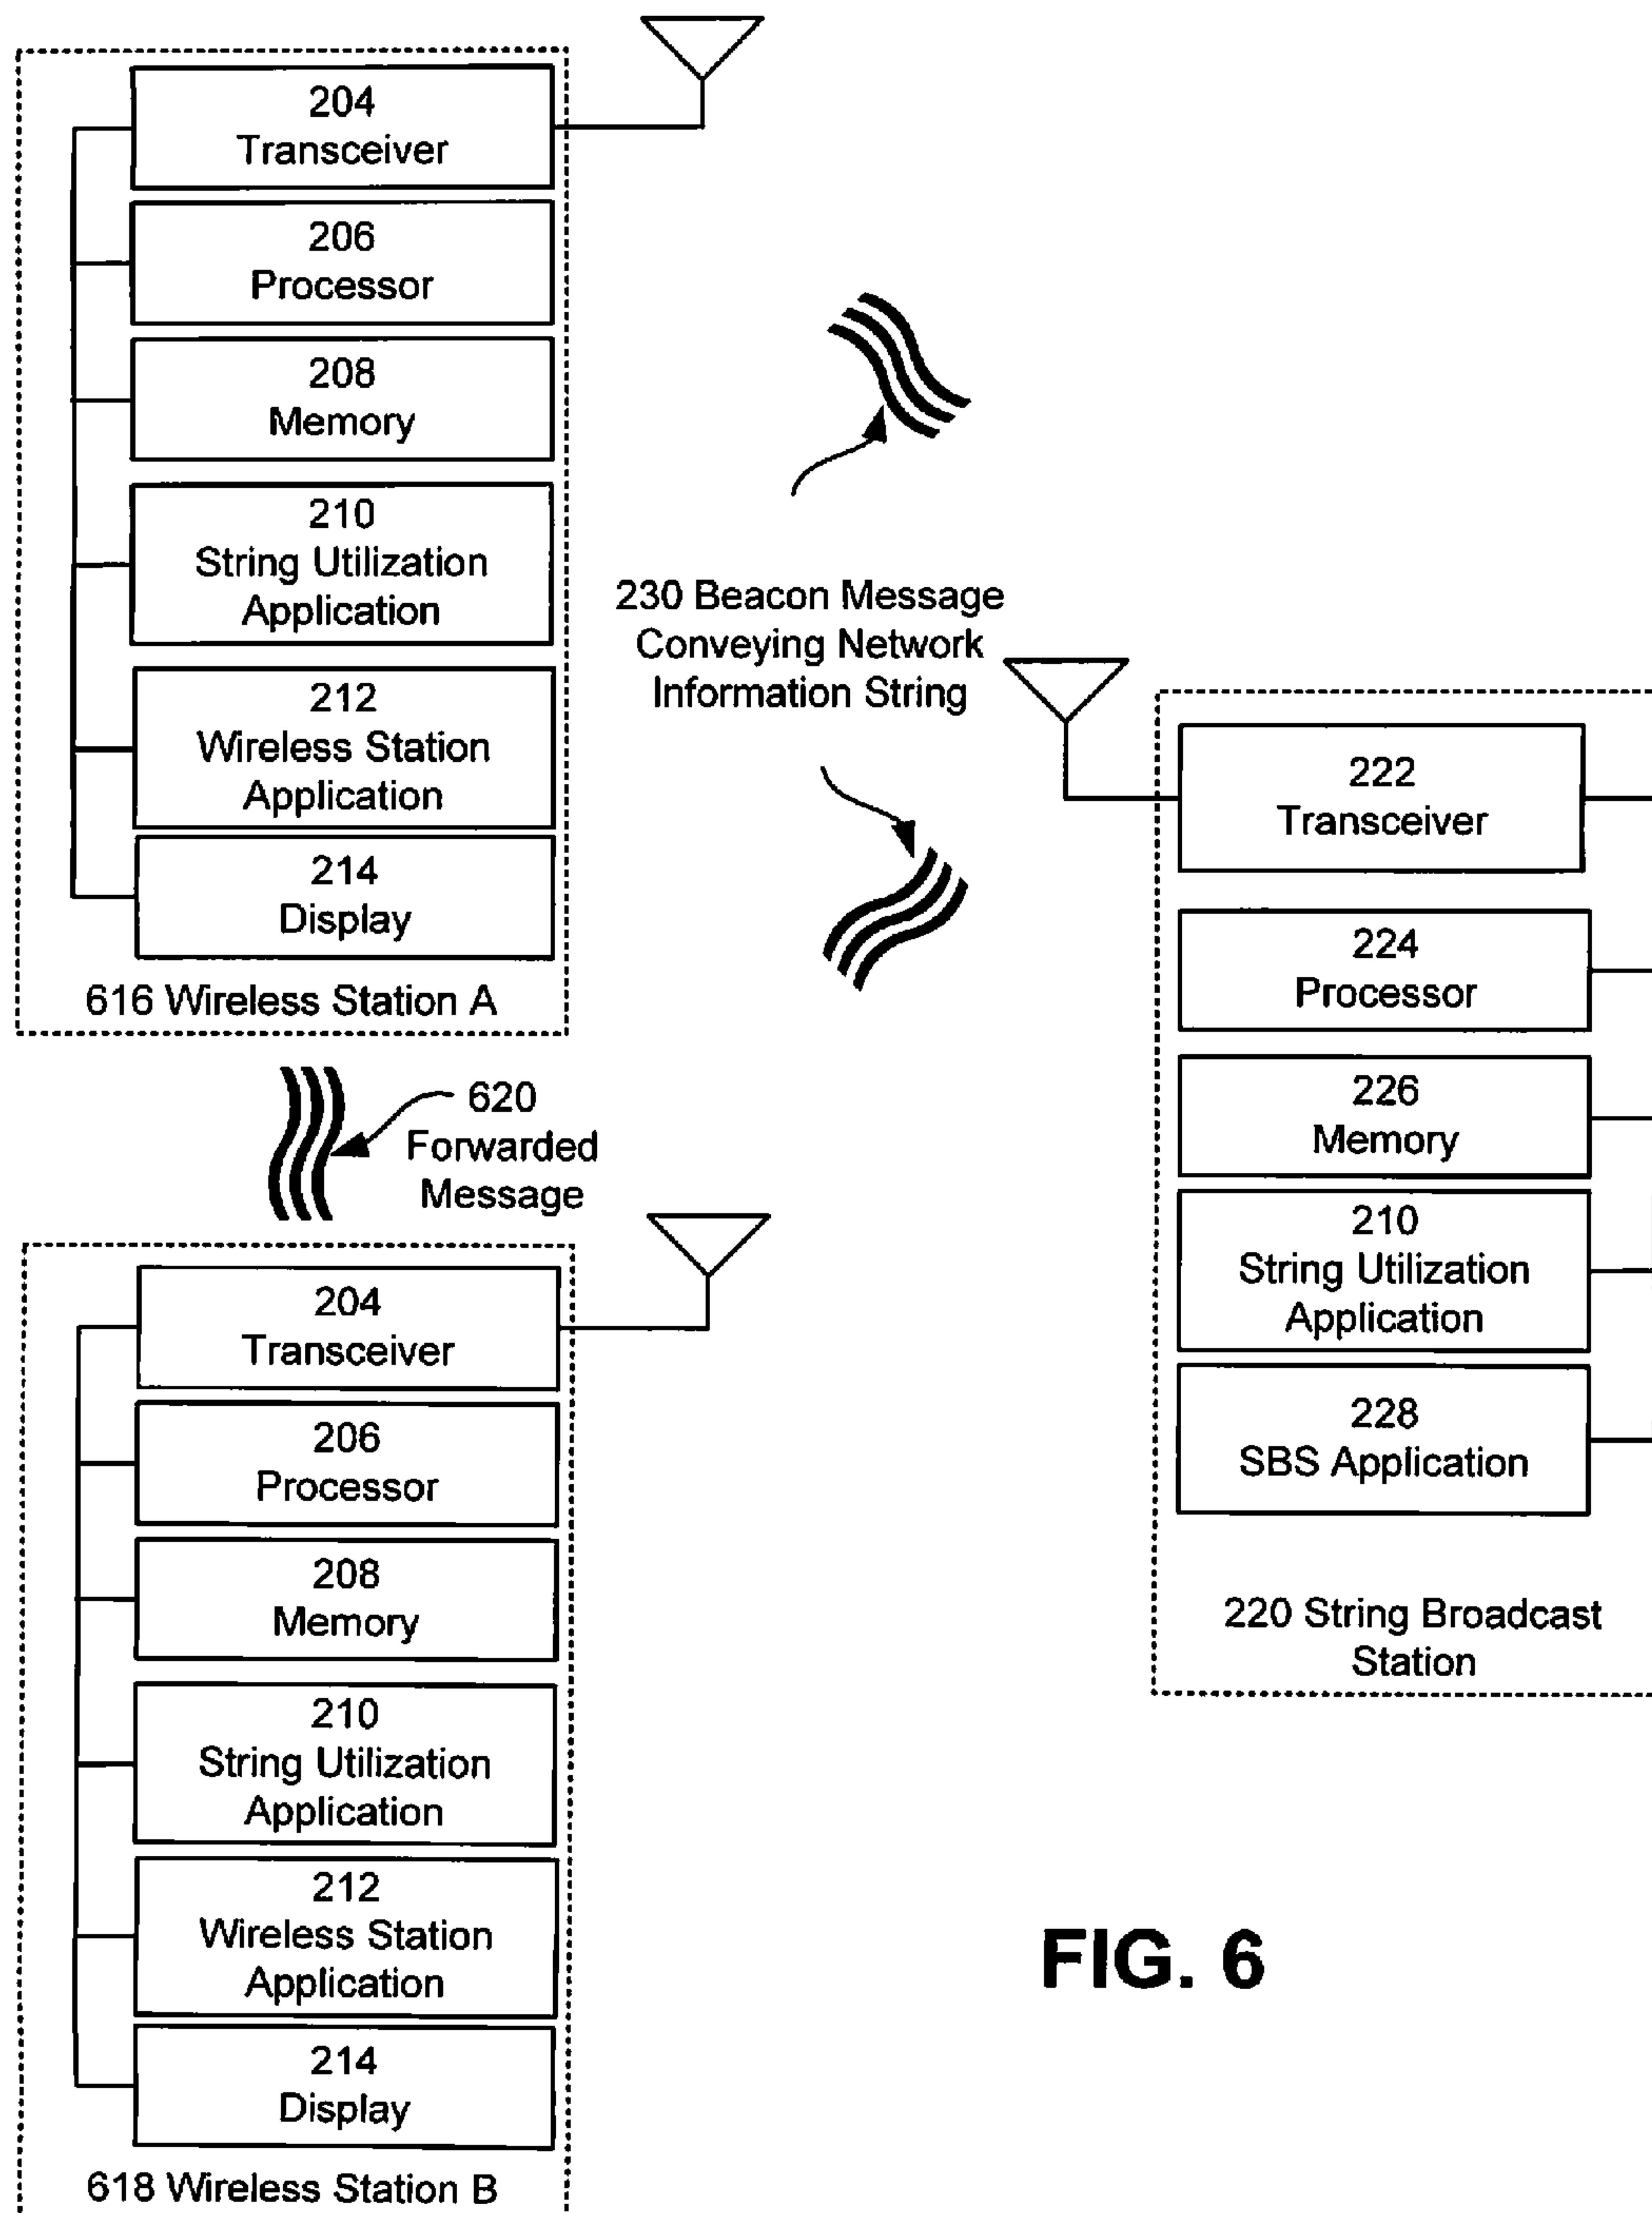 204
Transceiver
206
Processor
208
Memory
210
String Utilization
Application
212
Wireless Station
Application
214
Display
616 Wireless Station A
230 Beacon Message
Conveying Network
Information String
620
Forwarded
Message
222
Transceiver
224
Processor
226
Memory
210
String Utilization
Application
228
SBS Application
220 String Broadcast
Station
204
Transceiver
206
Processor
208
Memory
210
String Utilization
Application
212
Wireless Station
Application
214
Display
618 Wireless Station B
FIG. 6